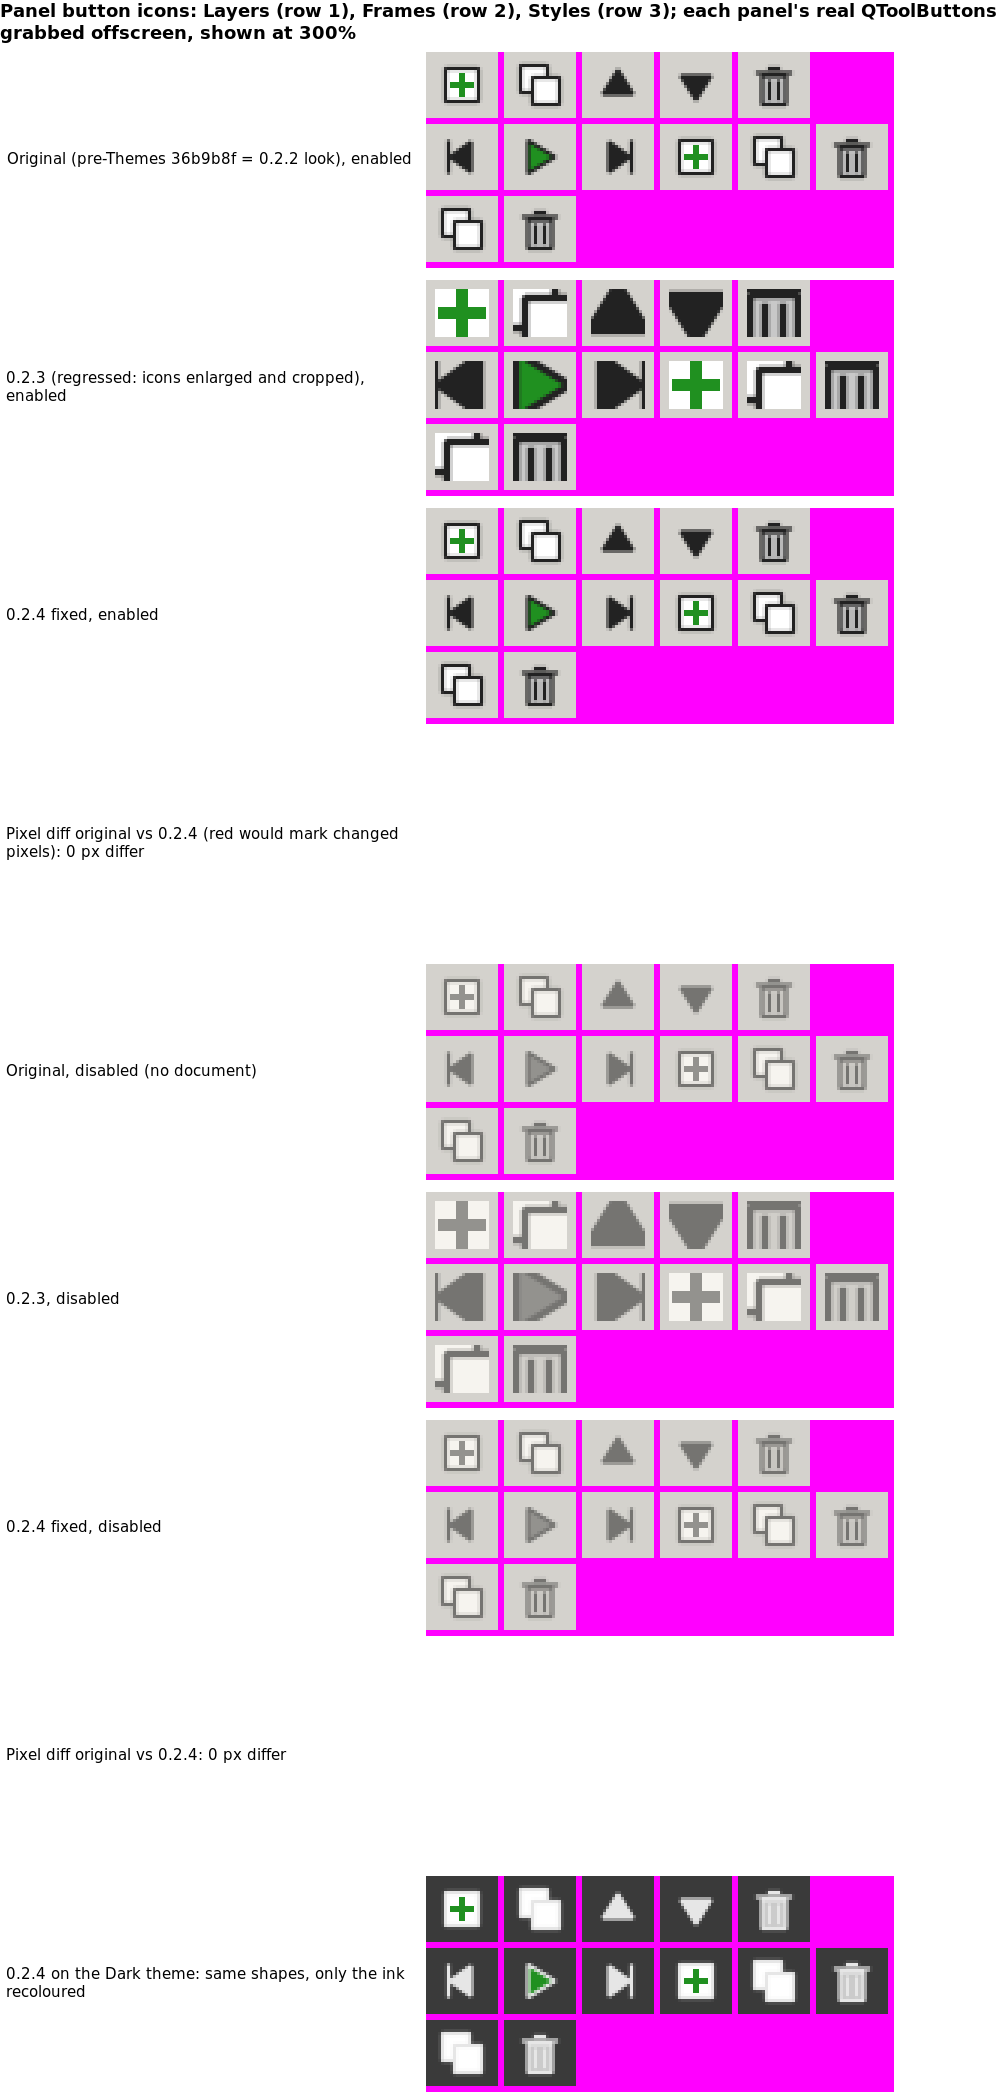 Panel button icons: Layers (row 1), Frames (row 2), Styles (row 3); each panel's real QToolButtons
grabbed offscreen, shown at 300%
Original (pre-Themes 36b9b8f = 0.2.2 look), enabled
0.2.3 (regressed: icons enlarged and cropped),
enabled
0.2.4 fixed, enabled
Pixel diff original vs 0.2.4 (red would mark changed
pixels): 0 px differ
Original, disabled (no document)
0.2.3, disabled
0.2.4 fixed, disabled
Pixel diff original vs 0.2.4: 0 px differ
0.2.4 on the Dark theme: same shapes, only the ink
recoloured